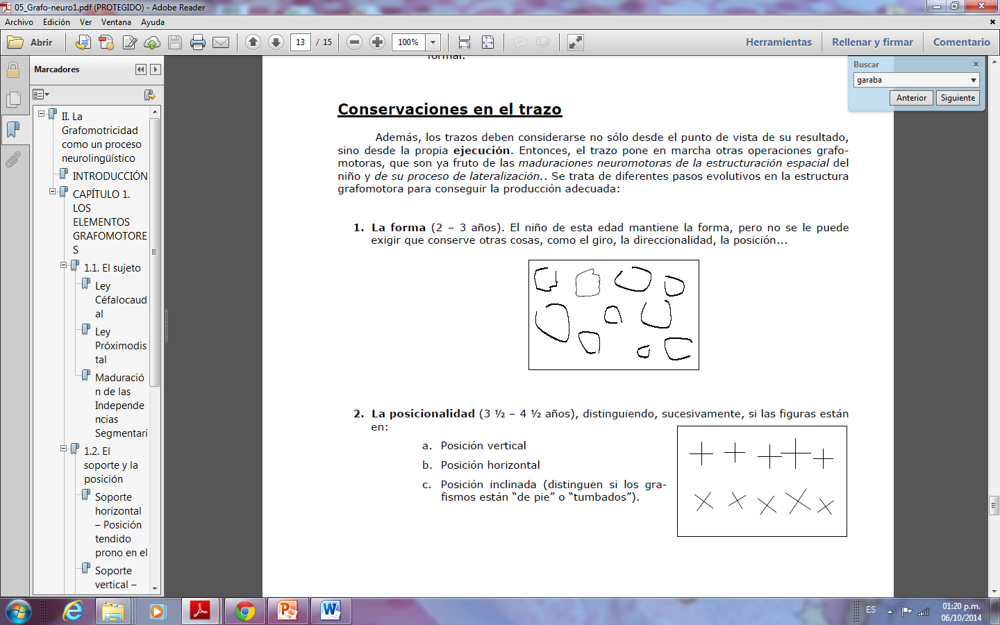 05_Grafo-neuro1.pdf (PROTEGIDO) - Adobe Reader
Archivo Edición Ver Ventana Ayuda
Abrir 13 / 15 100% Herramientas Rellenar y firmar Comentario
Marcadores
II. La
Grafomotricidad
como un proceso
neurolingüístico
INTRODUCCIÓN
CAPÍTULO 1.
LOS
ELEMENTOS
GRAFOMOTORE
S
1.1. El sujeto
Ley
Céfalocaud
al
Ley
Próximodis
tal
Maduració
n de las
Independe
ncias
Segmentari
1.2. El
soporte y la
posición
Soporte
horizontal
– Posición
tendido
prono en el
Soporte
vertical –
formal.
Conservaciones en el trazo
Además, los trazos deben considerarse no sólo desde el punto de vista de su resultado,
sino desde la propia ejecución. Entonces, el trazo pone en marcha otras operaciones grafo-
motoras, que son ya fruto de las maduraciones neuromotoras de la estructuración espacial del
niño y de su proceso de lateralización.. Se trata de diferentes pasos evolutivos en la estructura
grafomotora para conseguir la producción adecuada:
1. La forma (2 – 3 años). El niño de esta edad mantiene la forma, pero no se le puede
exigir que conserve otras cosas, como el giro, la direccionalidad, la posición...
2. La posicionalidad (3 ½ – 4 ½ años), distinguiendo, sucesivamente, si las figuras están
en:
a. Posición vertical
b. Posición horizontal
c. Posición inclinada (distinguen si los gra-
fismos están “de pie” o “tumbados”).
Buscar
garaba
Anterior Siguiente
ES
01:20 p.m.
06/10/2014